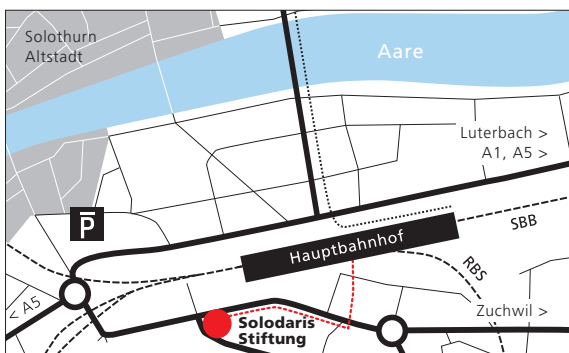 Solothurn
Altstadt
Aare
Luterbach >
A1, A5 >
P
Hauptbahnhof
SBB
RBS
< A5
Solodaris
Stiftung
Zuchwil >